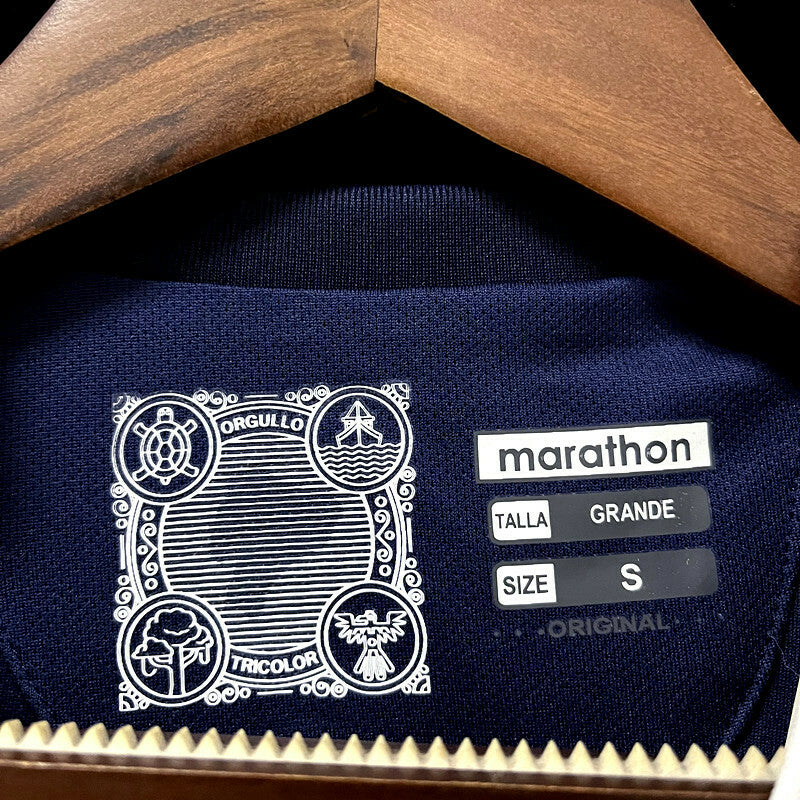 ORGULLO
TRICOLOR
marathon
TALLA GRANDE
SIZE S
ORIGINAL